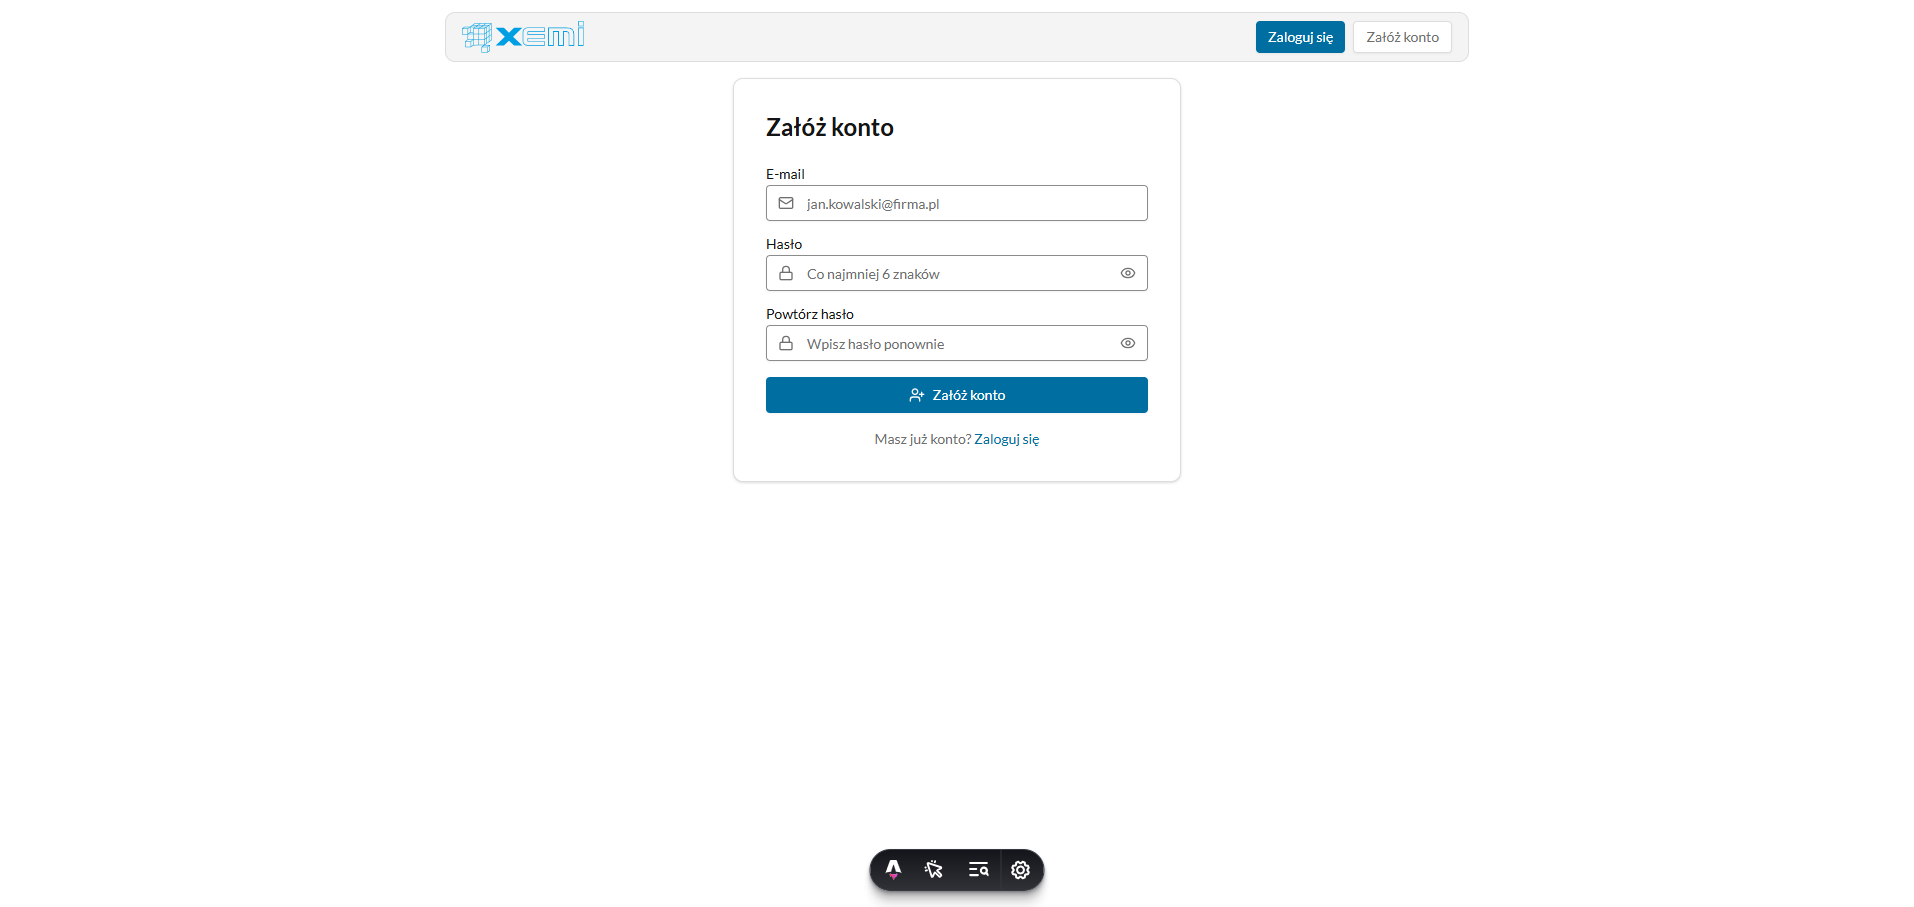 xemi
Zaloguj się
Załóż konto
Załóż konto
E-mail
jan.kowalski@firma.pl
Hasło
Co najmniej 6 znaków
Powtórz hasło
Wpisz hasło ponownie
Załóż konto
Masz już konto? Zaloguj się